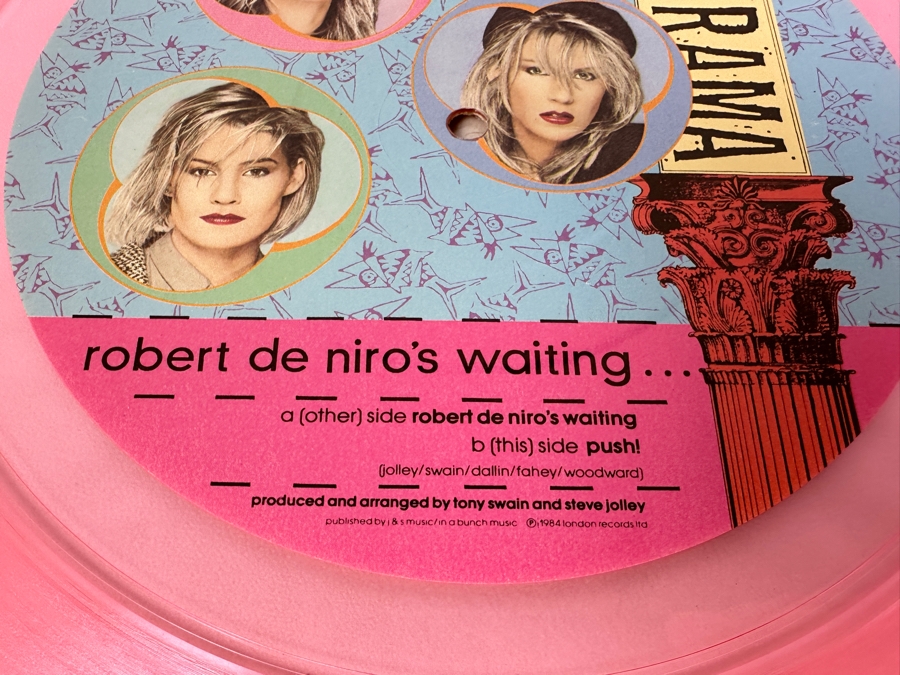 RAMA
robert de niro's waiting...
a (other) side robert de niro's waiting
b (this) side push!
(jolley/swain/dallin/fahey/woodward)
produced and arranged by tony swain and steve jolley
published by j & s music/in a bunch music ℗ 1984 london records ltd